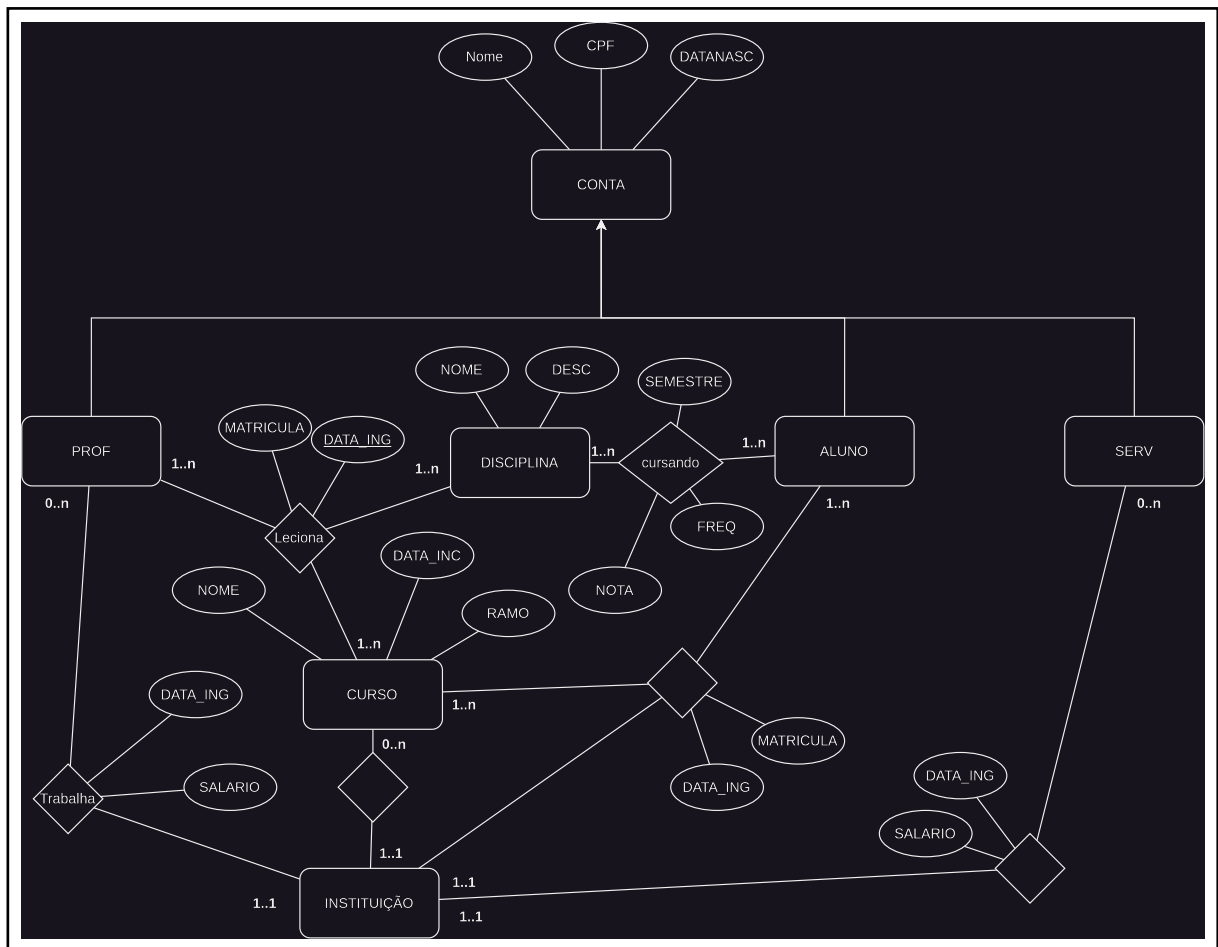 CPF
Nome
DATANASC
CONTA
NOME
DESC
SEMESTRE
MATRICULA
DATA_ING
PROF
1..n
1..n
DISCIPLINA
1..n
cursando
1..n
ALUNO
SERV
0..n
1..n
0..n
Leciona
FREQ
DATA_INC
NOME
NOTA
RAMO
1..n
DATA_ING
CURSO
1..n
0..n
MATRICULA
Trabalha
SALARIO
DATA_ING
DATA_ING
SALARIO
1..1
1..1
1..1
INSTITUIÇÃO
1..1